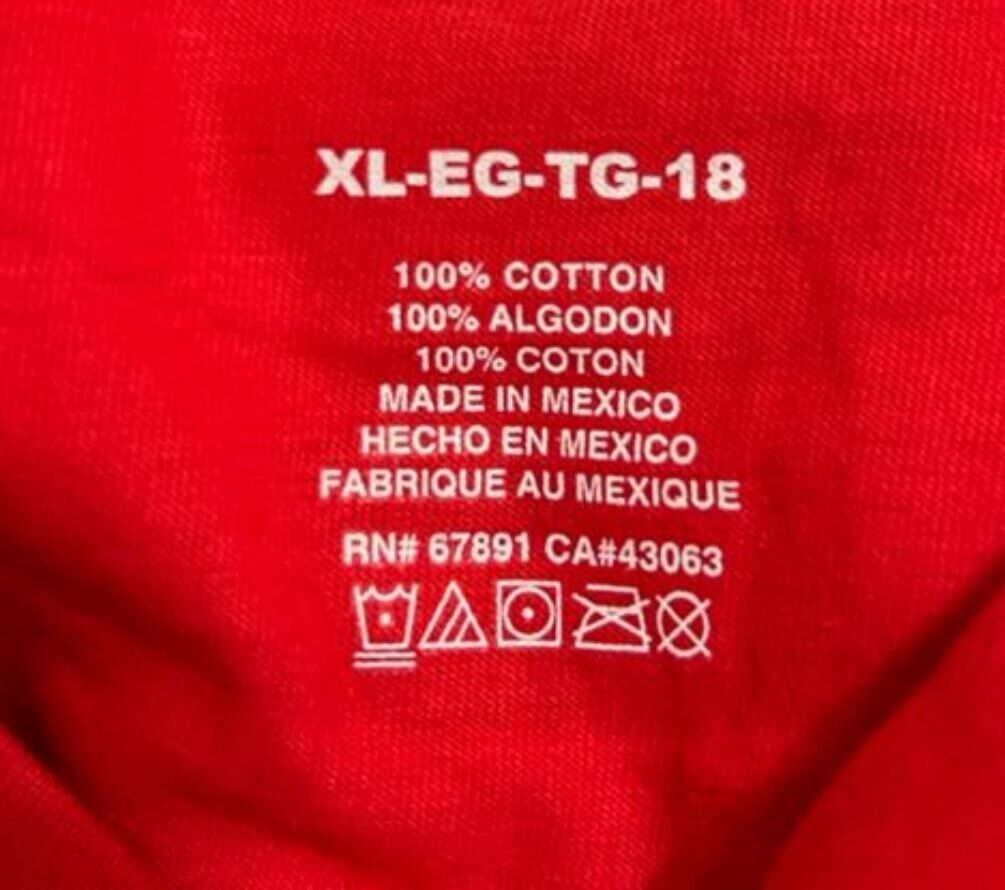 XL-EG-TG-18
100% COTTON
100% ALGODON
100% COTON
MADE IN MEXICO
HECHO EN MEXICO
FABRIQUE AU MEXIQUE
RN# 67891 CA#43063